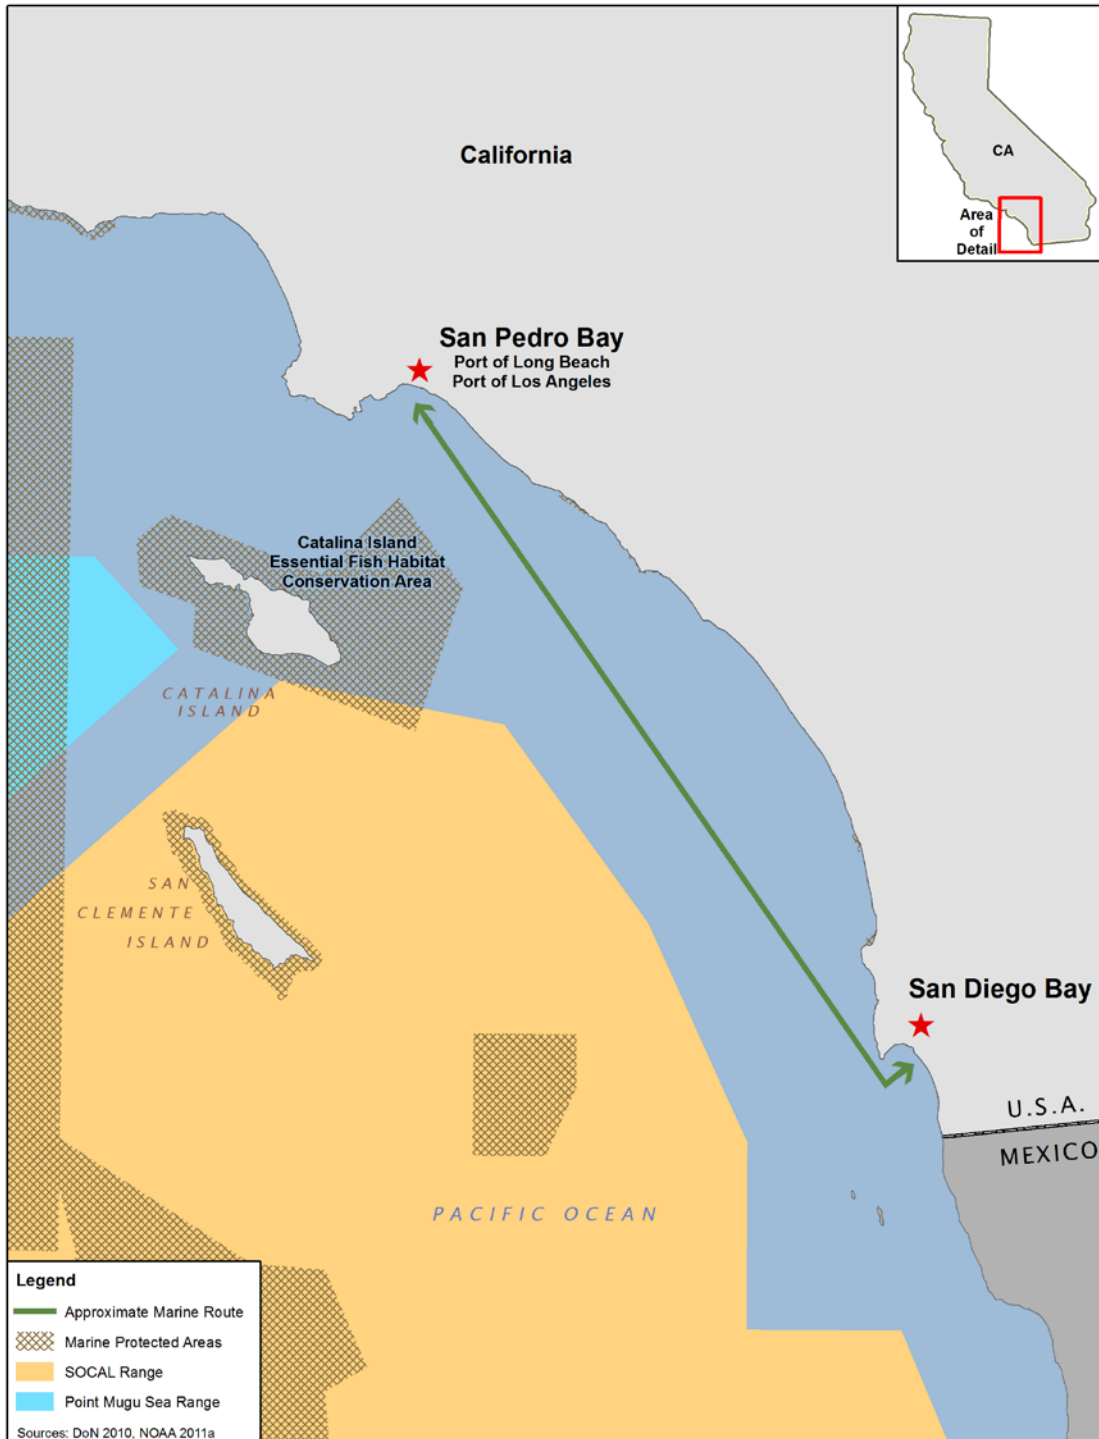 California
CA
Area
of
Detail
San Pedro Bay
Port of Long Beach
Port of Los Angeles
Catalina Island
Essential Fish Habitat
Conservation Area
CATALINA
ISLAND
SAN
CLEMENTE
ISLAND
San Diego Bay
U.S.A.
MEXICO
PACIFIC OCEAN
Legend
Approximate Marine Route
Marine Protected Areas
SOCAL Range
Point Mugu Sea Range
Sources: DoN 2010, NOAA 2011a